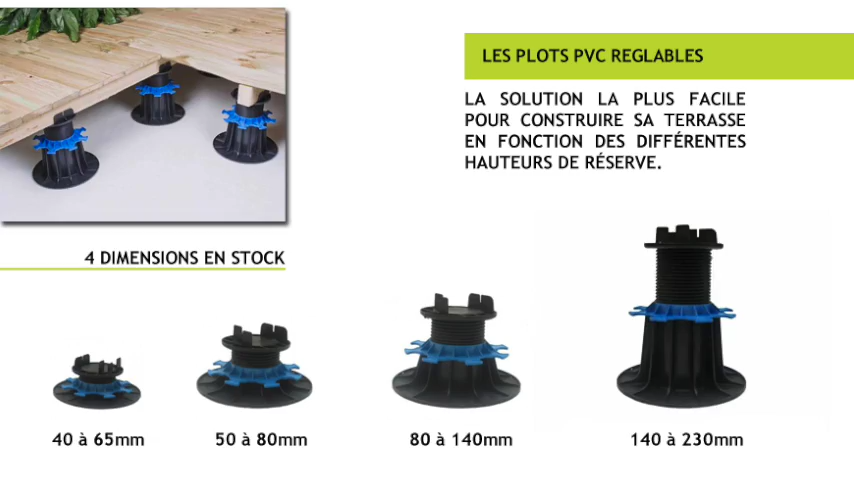 LES PLOTS PVC REGLABLES
LA SOLUTION LA PLUS FACILE
POUR CONSTRUIRE SA TERRASSE
EN FONCTION DES DIFFÉRENTES
HAUTEURS DE RÉSERVE.
4 DIMENSIONS EN STOCK
40 à 65mm
50 à 80mm
80 à 140mm
140 à 230mm